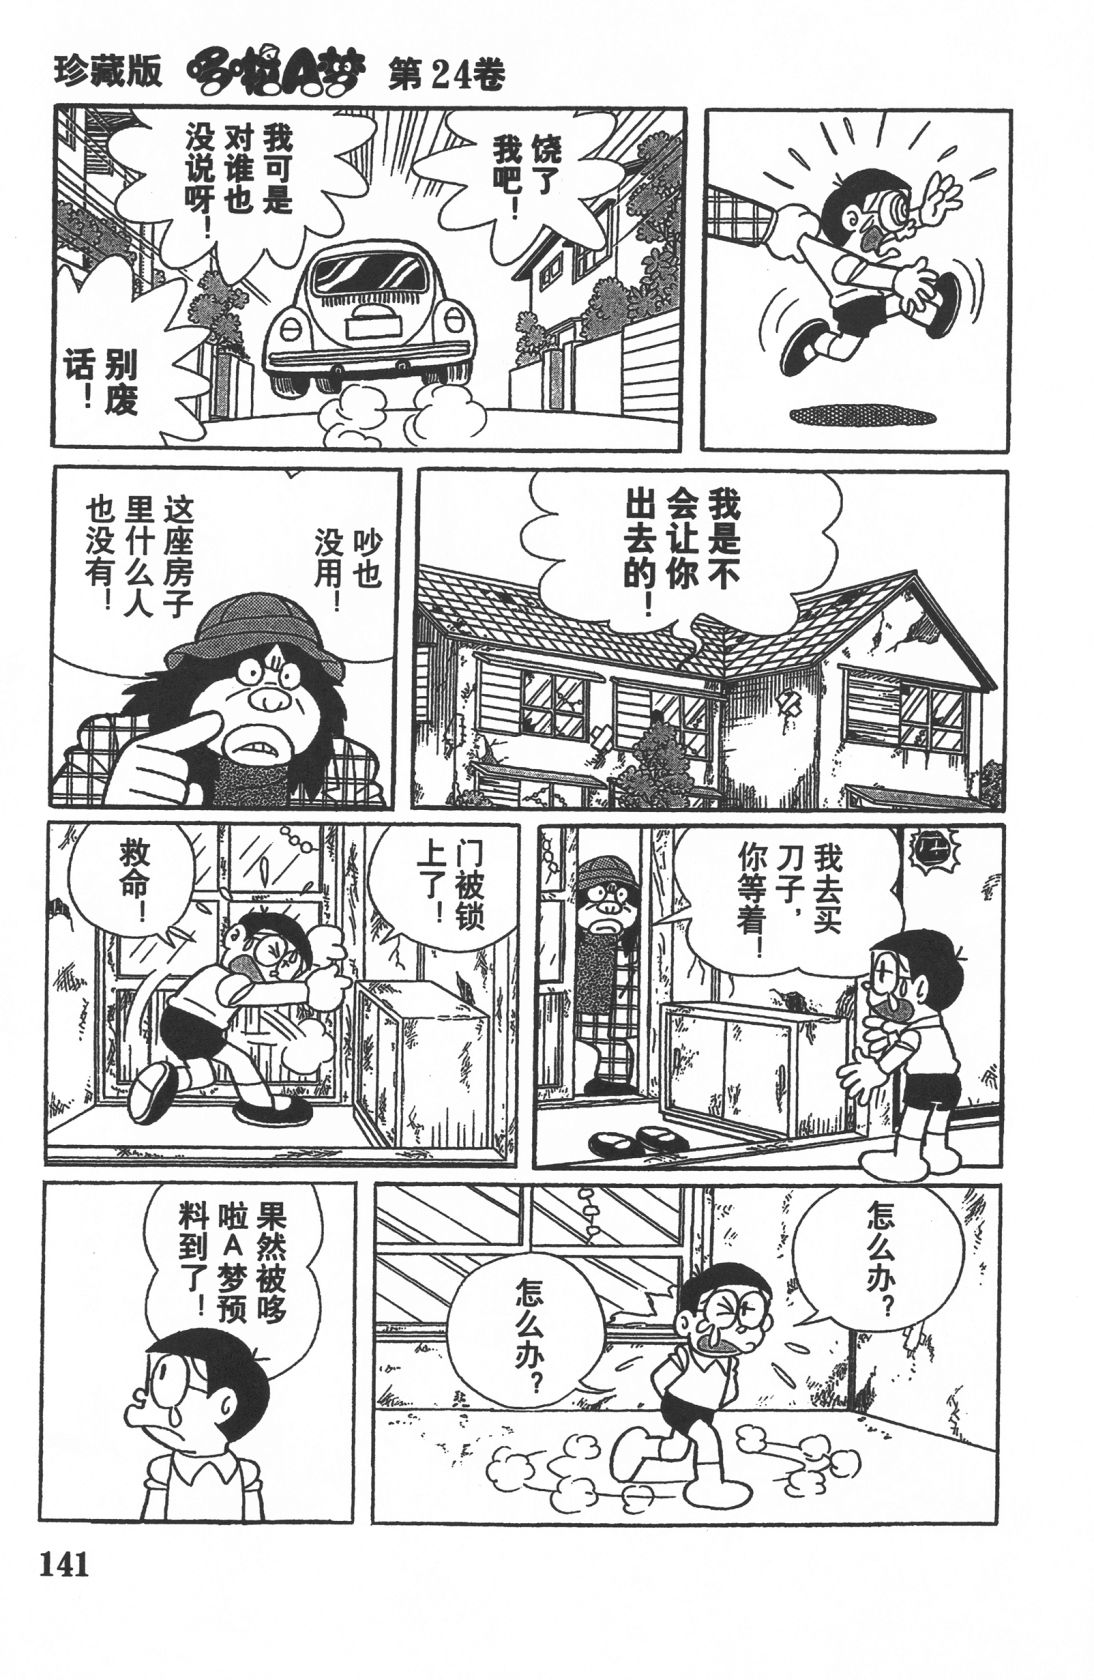 珍藏版 哆啦A梦 第24卷
饶了
我吧！
我可是
对谁也
没说呀！
别废
话！
我是不
会让你
出去的！
吵也
没用！
这座房子
里什么人
也没有！
我去买
刀子，
你等着！
门被锁
上了！
救命！
怎么办？
怎么办？
果然被哆
啦A梦预
料到了！
141